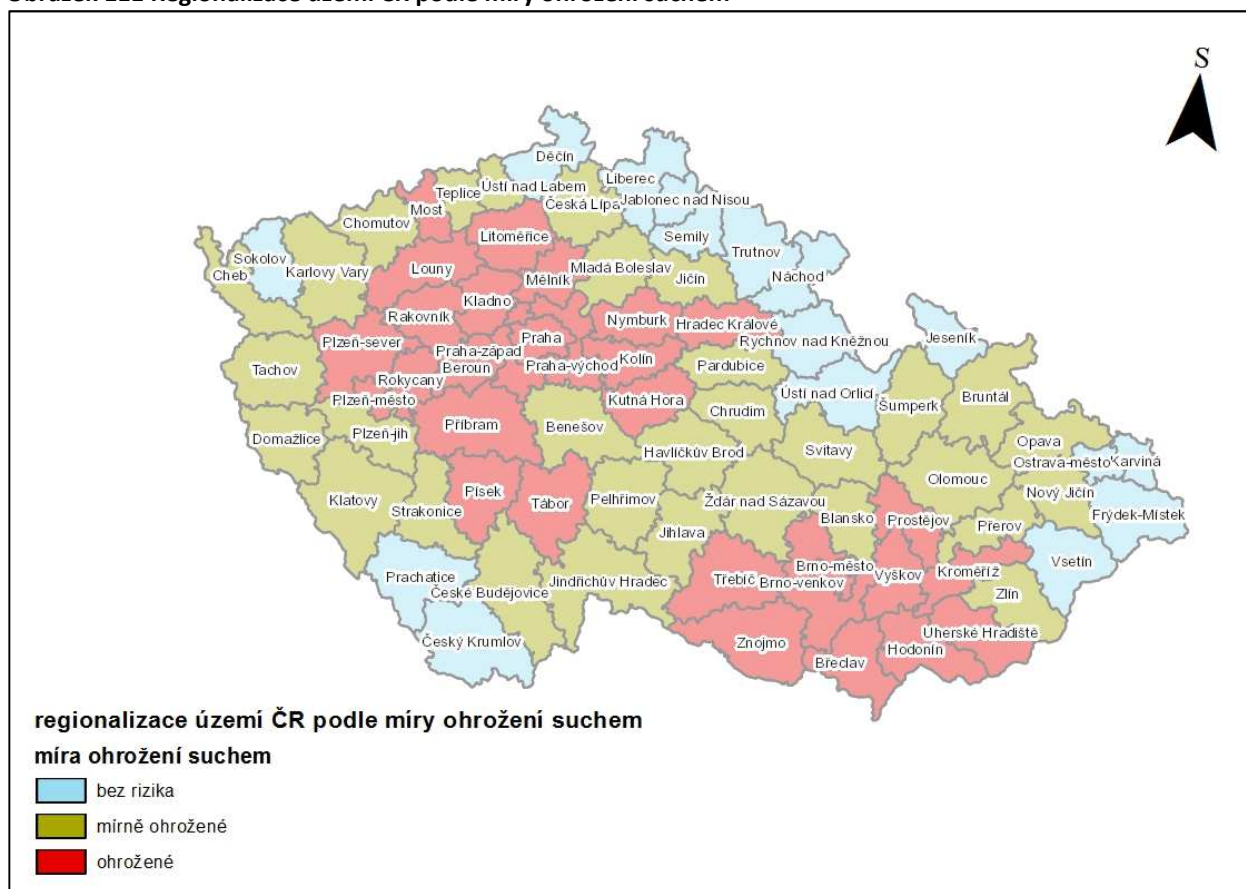 S
Děčín
Liberec
Ústí nad Labem
Teplice
Jablonec nad Nisou
Česká Lípa
Most
Chomutov
Litoměřice
Semily
Trutnov
Sokolov
Cheb
Karlovy Vary
Louny
Mladá Boleslav
Jičín
Náchod
Mělník
Kladno
Rakovník
Nymburk
Hradec Králové
Plzeň-sever
Praha
Rychnov nad Kněžnou
Jeseník
Praha-západ
Kolín
Tachov
Beroun
Praha-východ
Pardubice
Rokycany
Plzeň-město
Kutná Hora
Ústí nad Orlicí
Šumperk
Bruntál
Chrudim
Příbram
Benešov
Domažlice
Plzeň-jih
Opava
Havlíčkův Brod
Svitavy
Ostrava-město
Karviná
Olomouc
Klatovy
Písek
Tábor
Pelhřimov
Žďár nad Sázavou
Nový Jičín
Strakonice
Blansko
Prostějov
Frýdek-Místek
Přerov
Jihlava
Vsetín
Brno-město
Prachatice
Jindřichův Hradec
Třebíč
Brno-venkov
Vyškov
Kroměříž
České Budějovice
Zlín
Český Krumlov
Znojmo
Uherské Hradiště
Hodonín
Břeclav
regionalizace území ČR podle míry ohrožení suchem
míra ohrožení suchem
bez rizika
mírně ohrožené
ohrožené